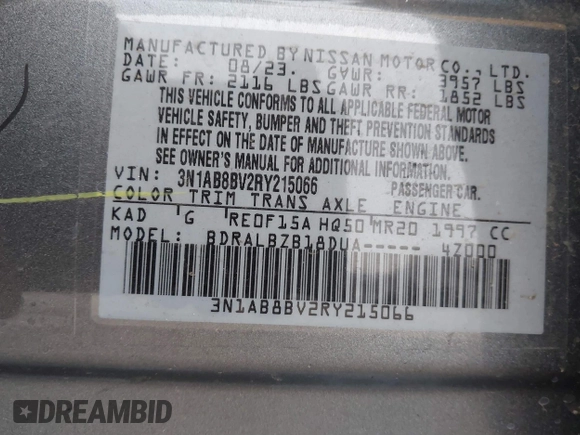 MANUFACTURED BY NISSAN MOTOR CO., LTD.
DATE: 08/23. GVWR: 3957 LBS
GAWR FR: 2116 LBS GAWR RR: 1852 LBS
THIS VEHICLE CONFORMS TO ALL APPLICABLE FEDERAL MOTOR
VEHICLE SAFETY, BUMPER AND THEFT PREVENTION STANDARDS
IN EFFECT ON THE DATE OF MANUFACTURE SHOWN ABOVE.
SEE OWNER'S MANUAL FOR ADDITIONAL INFORMATION.
VIN: 3N1AB8BV2RY215066 PASSENGER CAR.
COLOR TRIM TRANS AXLE ENGINE
KAD 'G RE0F15A HQ50 MR20 1997 CC
MODEL: BDRALBZB18DUA----- 4Z000
3N1AB8BV2RY215066
DREAMBID